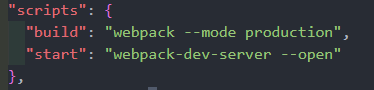 "scripts": {
"build": "webpack --mode production",
"start": "webpack-dev-server --open"
},